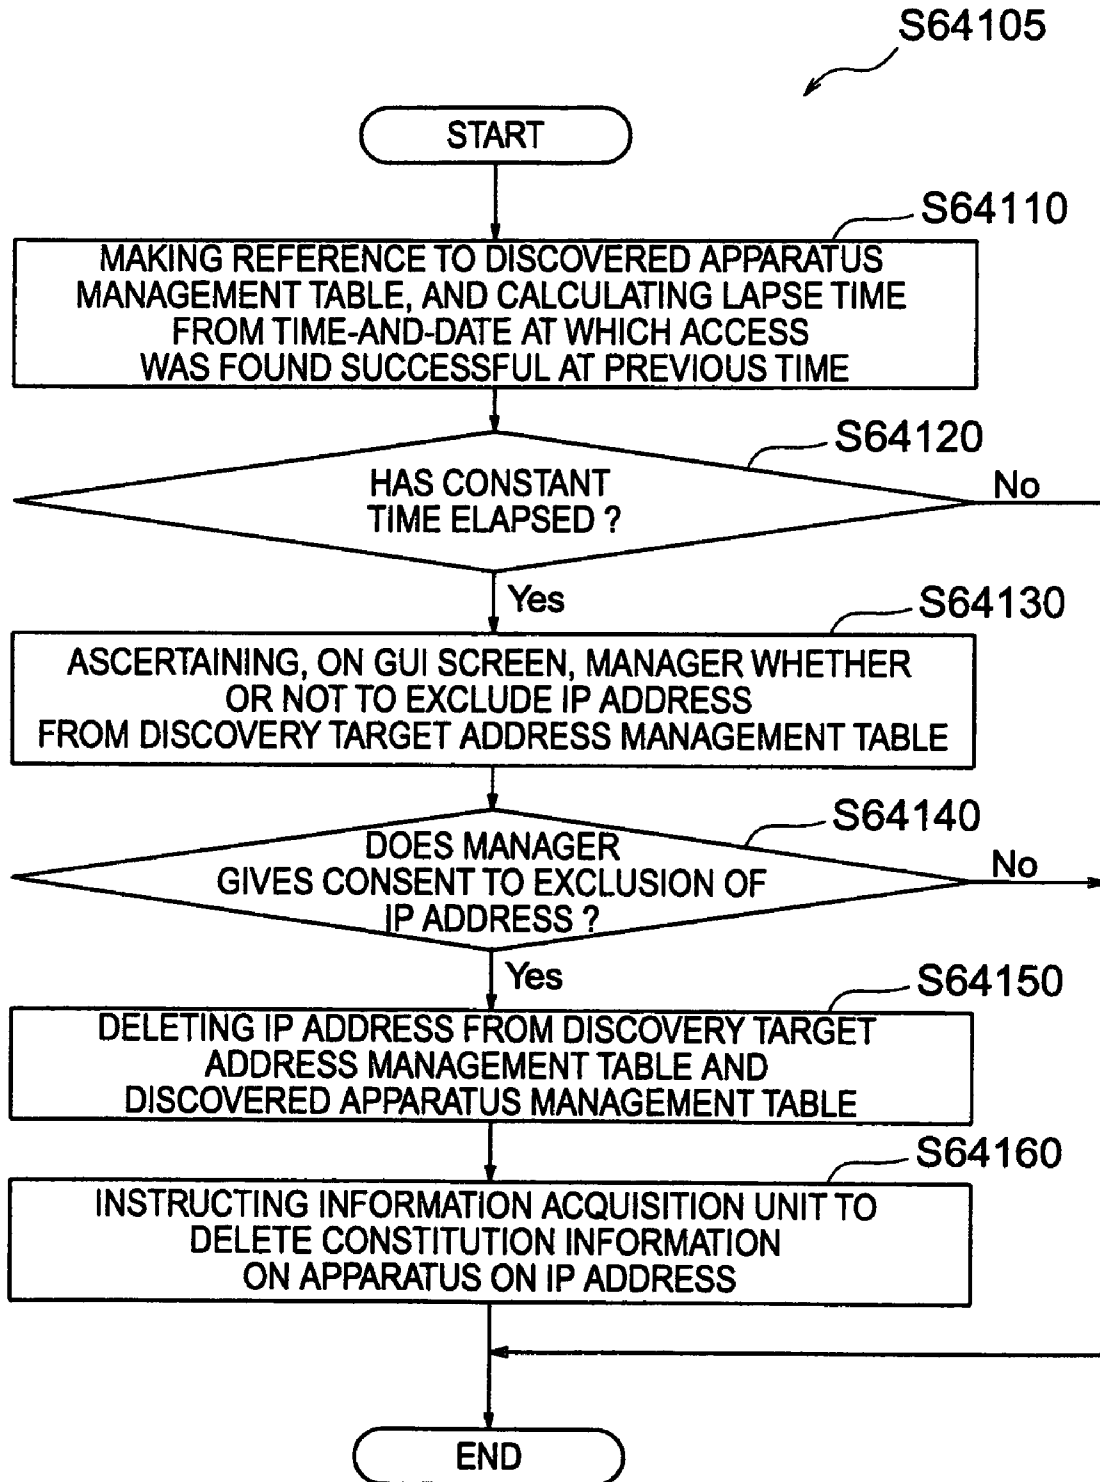 S64105
START
S64110
MAKING REFERENCE TO DISCOVERED APPARATUS
MANAGEMENT TABLE, AND CALCULATING LAPSE TIME
FROM TIME-AND-DATE AT WHICH ACCESS
WAS FOUND SUCCESSFUL AT PREVIOUS TIME
S64120
HAS CONSTANT
TIME ELAPSED ?
No
Yes
S64130
ASCERTAINING, ON GUI SCREEN, MANAGER WHETHER
OR NOT TO EXCLUDE IP ADDRESS
FROM DISCOVERY TARGET ADDRESS MANAGEMENT TABLE
S64140
DOES MANAGER
GIVES CONSENT TO EXCLUSION OF
IP ADDRESS ?
No
Yes
S64150
DELETING IP ADDRESS FROM DISCOVERY TARGET
ADDRESS MANAGEMENT TABLE AND
DISCOVERED APPARATUS MANAGEMENT TABLE
S64160
INSTRUCTING INFORMATION ACQUISITION UNIT TO
DELETE CONSTITUTION INFORMATION
ON APPARATUS ON IP ADDRESS
END